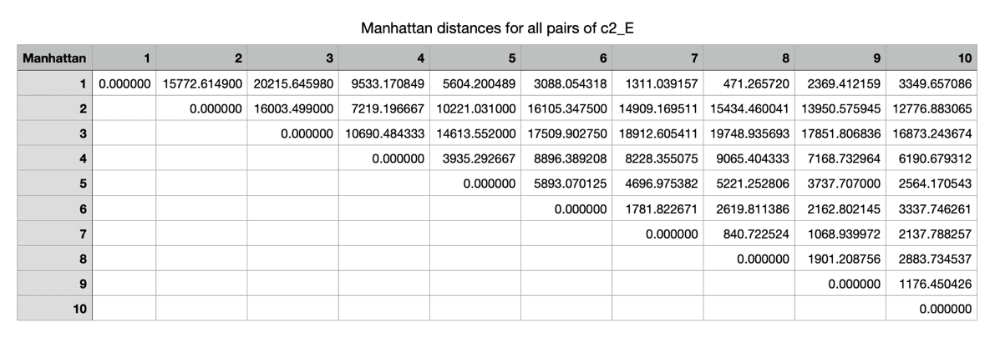 Manhattan distances for all pairs of c2_E
Manhattan 1 2 3 4 5 6 7 8 9 10
1 0.000000 15772.614900 20215.645980 9533.170849 5604.200489 3088.054318 1311.039157 471.265720 2369.412159 3349.657086
2 0.000000 16003.499000 7219.196667 10221.031000 16105.347500 14909.169511 15434.460041 13950.575945 12776.883065
3 0.000000 10690.484333 14613.552000 17509.902750 18912.605411 19748.935693 17851.806836 16873.243674
4 0.000000 3935.292667 8896.389208 8228.355075 9065.404333 7168.732964 6190.679312
5 0.000000 5893.070125 4696.975382 5221.252806 3737.707000 2564.170543
6 0.000000 1781.822671 2619.811386 2162.802145 3337.746261
7 0.000000 840.722524 1068.939972 2137.788257
8 0.000000 1901.208756 2883.734537
9 0.000000 1176.450426
10 0.000000